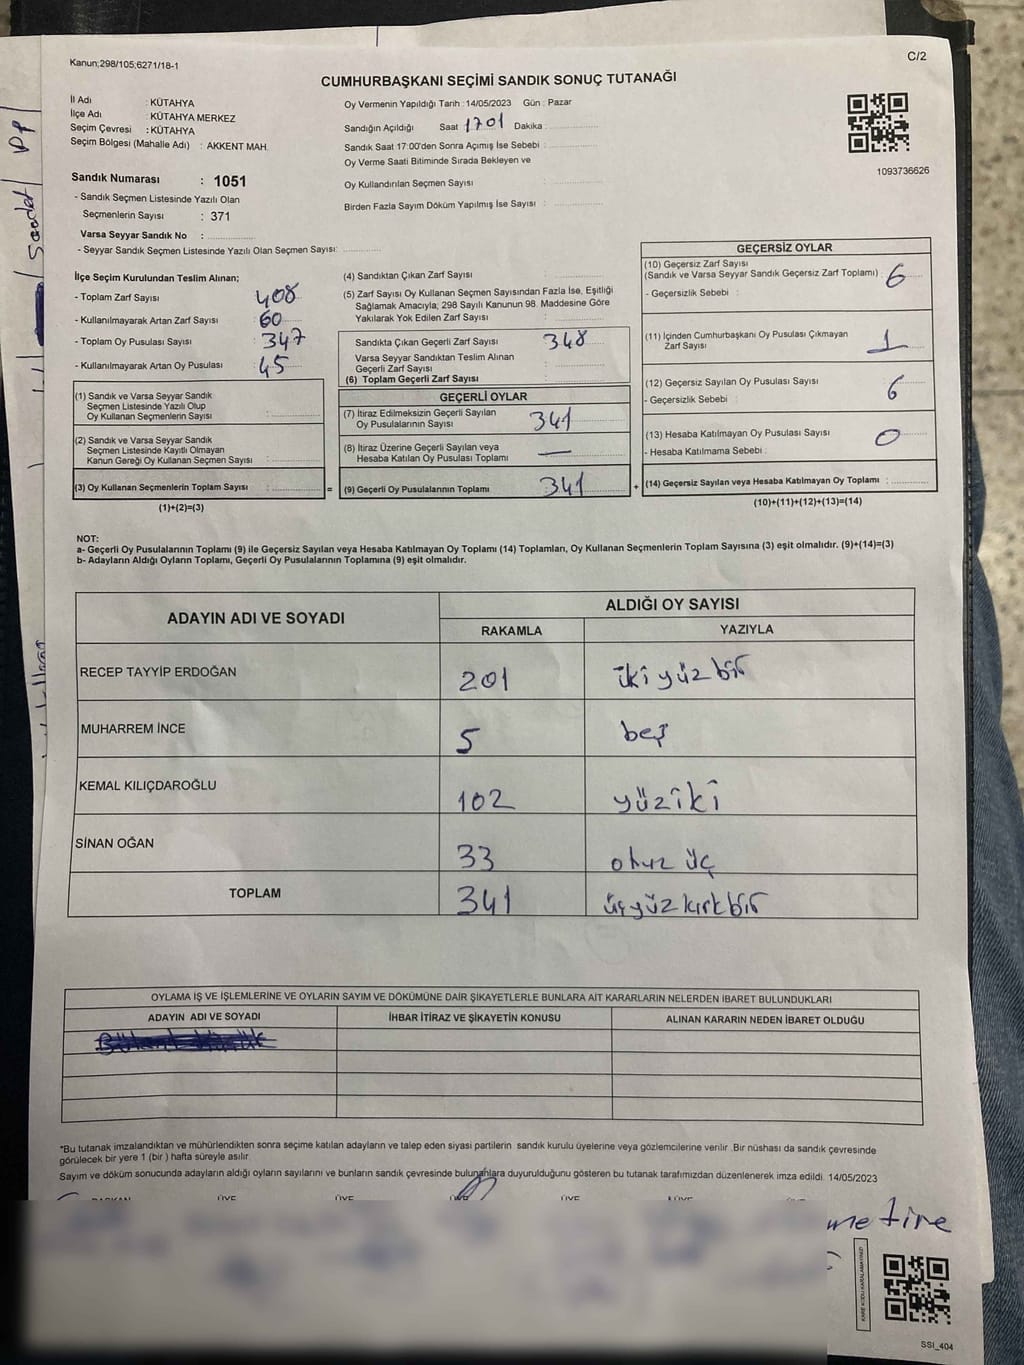 Kanun;298/105;6271/18-1
C/2
CUMHURBAŞKANI SEÇİMİ SANDIK SONUÇ TUTANAĞI
İl Adı : KÜTAHYA
İlçe Adı : KÜTAHYA MERKEZ
Seçim Çevresi : KÜTAHYA
Seçim Bölgesi (Mahalle Adı) : AKKENT MAH.
Sandık Numarası : 1051
- Sandık Seçmen Listesinde Yazılı Olan
Seçmenlerin Sayısı : 371
Varsa Seyyar Sandık No :
- Seyyar Sandık Seçmen Listesinde Yazılı Olan Seçmen Sayısı:
Oy Vermenin Yapıldığı Tarih : 14/05/2023 Gün : Pazar
Sandığın Açıldığı Saat 1701 Dakika :
Sandık Saat 17:00'den Sonra Açımış İse Sebebi :
Oy Verme Saati Bitiminde Sırada Bekleyen ve
Oy Kullandırılan Seçmen Sayısı :
Birden Fazla Sayım Döküm Yapılmış İse Sayısı :
1093736626
İlçe Seçim Kurulundan Teslim Alınan;
- Toplam Zarf Sayısı 408
- Kullanılmayarak Artan Zarf Sayısı 60
- Toplam Oy Pusulası Sayısı 347
- Kullanılmayarak Artan Oy Pusulası 45
(1) Sandık ve Varsa Seyyar Sandık
Seçmen Listesinde Yazılı Olup
Oy Kullanan Seçmenlerin Sayısı :
(2) Sandık ve Varsa Seyyar Sandık
Seçmen Listesinde Kayıtlı Olmayan
Kanun Gereği Oy Kullanan Seçmen Sayısı :
(3) Oy Kullanan Seçmenlerin Toplam Sayısı : =
(1)+(2)=(3)
(4) Sandıktan Çıkan Zarf Sayısı :
(5) Zarf Sayısı Oy Kullanan Seçmen Sayısından Fazla İse, Eşitliği
Sağlamak Amacıyla; 298 Sayılı Kanunun 98. Maddesine Göre
Yakılarak Yok Edilen Zarf Sayısı :
Sandıkta Çıkan Geçerli Zarf Sayısı 348
Varsa Seyyar Sandıktan Teslim Alınan
Geçerli Zarf Sayısı :
(6) Toplam Geçerli Zarf Sayısı :
GEÇERLİ OYLAR
(7) İtiraz Edilmeksizin Geçerli Sayılan
Oy Pusulalarının Sayısı : 341
(8) İtiraz Üzerine Geçerli Sayılan veya
Hesaba Katılan Oy Pusulası Toplamı : —
(9) Geçerli Oy Pusulalarının Toplamı 341 +
GEÇERSİZ OYLAR
(10) Geçersiz Zarf Sayısı
(Sandık ve Varsa Seyyar Sandık Geçersiz Zarf Toplamı) : 6
- Geçersizlik Sebebi :
(11) İçinden Cumhurbaşkanı Oy Pusulası Çıkmayan
Zarf Sayısı 1
(12) Geçersiz Sayılan Oy Pusulası Sayısı 6
- Geçersizlik Sebebi :
(13) Hesaba Katılmayan Oy Pusulası Sayısı 0
- Hesaba Katılmama Sebebi :
(14) Geçersiz Sayılan veya Hesaba Katılmayan Oy Toplamı :
(10)+(11)+(12)+(13)=(14)
NOT:
a- Geçerli Oy Pusulalarının Toplamı (9) ile Geçersiz Sayılan veya Hesaba Katılmayan Oy Toplamı (14) Toplamları, Oy Kullanan Seçmenlerin Toplam Sayısına (3) eşit olmalıdır. (9)+(14)=(3)
b- Adayların Aldığı Oyların Toplamı, Geçerli Oy Pusulalarının Toplamına (9) eşit olmalıdır.
ADAYIN ADI VE SOYADI ALDIĞI OY SAYISI
RAKAMLA YAZIYLA
RECEP TAYYİP ERDOĞAN 201 iki yüz bir
MUHARREM İNCE 5 beş
KEMAL KILIÇDAROĞLU 102 yüziki
SİNAN OĞAN 33 otuz üç
TOPLAM 341 üçyüzkırkbir
OYLAMA İŞ VE İŞLEMLERİNE VE OYLARIN SAYIM VE DÖKÜMÜNE DAİR ŞİKAYETLERLE BUNLARA AİT KARARLARIN NELERDEN İBARET BULUNDUKLARI
ADAYIN ADI VE SOYADI İHBAR İTİRAZ VE ŞİKAYETİN KONUSU ALINAN KARARIN NEDEN İBARET OLDUĞU
*Bu tutanak imzalandıktan ve mühürlendikten sonra seçime katılan adayların ve talep eden siyasi partilerin sandık kurulu üyelerine veya gözlemcilerine verilir. Bir nüshası da sandık çevresinde
görülecek bir yere 1 (bir ) hafta süreyle asılır.
Sayım ve döküm sonucunda adayların aldığı oyların sayılarını ve bunların sandık çevresinde bulunanlara duyurulduğunu gösteren bu tutanak tarafımızdan düzenlenerek imza edildi. 14/05/2023
BAŞKAN ÜYE ÜYE ÜYE ÜYE ÜYE
KARE KODU KARALAMAYINIZ!
SSI_404
Saadet